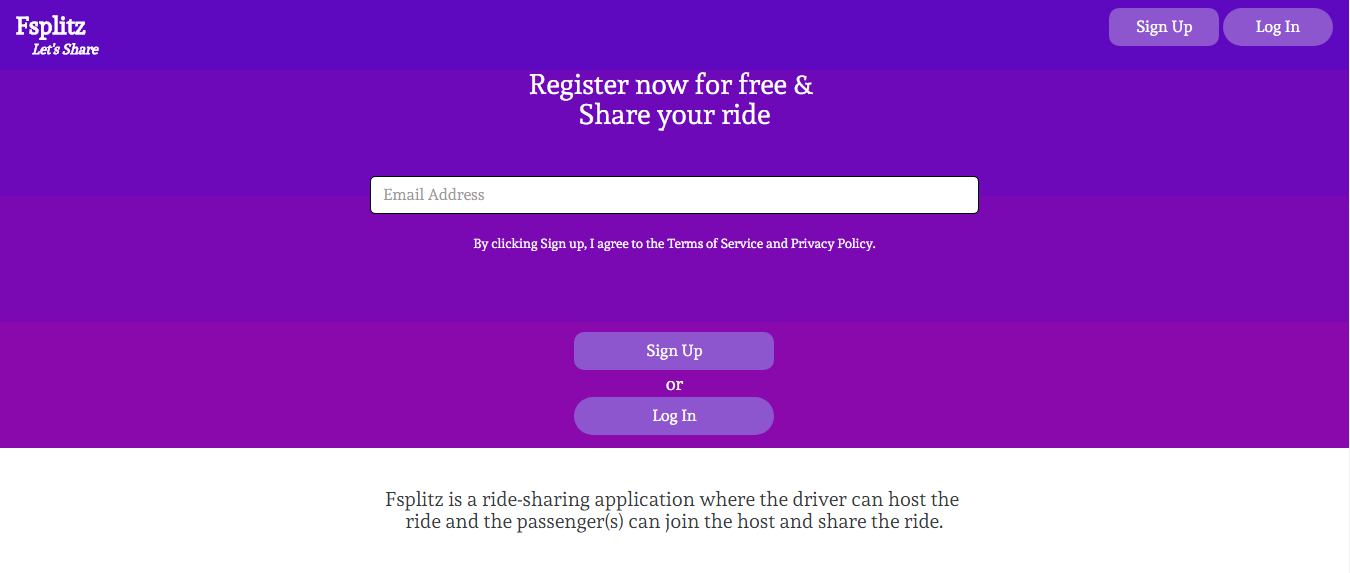 Fsplitz
Let's Share
Sign Up
Log In
Register now for free &
Share your ride
Email Address
By clicking Sign up, I agree to the Terms of Service and Privacy Policy.
Sign Up
or
Log In
Fsplitz is a ride-sharing application where the driver can host the
ride and the passenger(s) can join the host and share the ride.